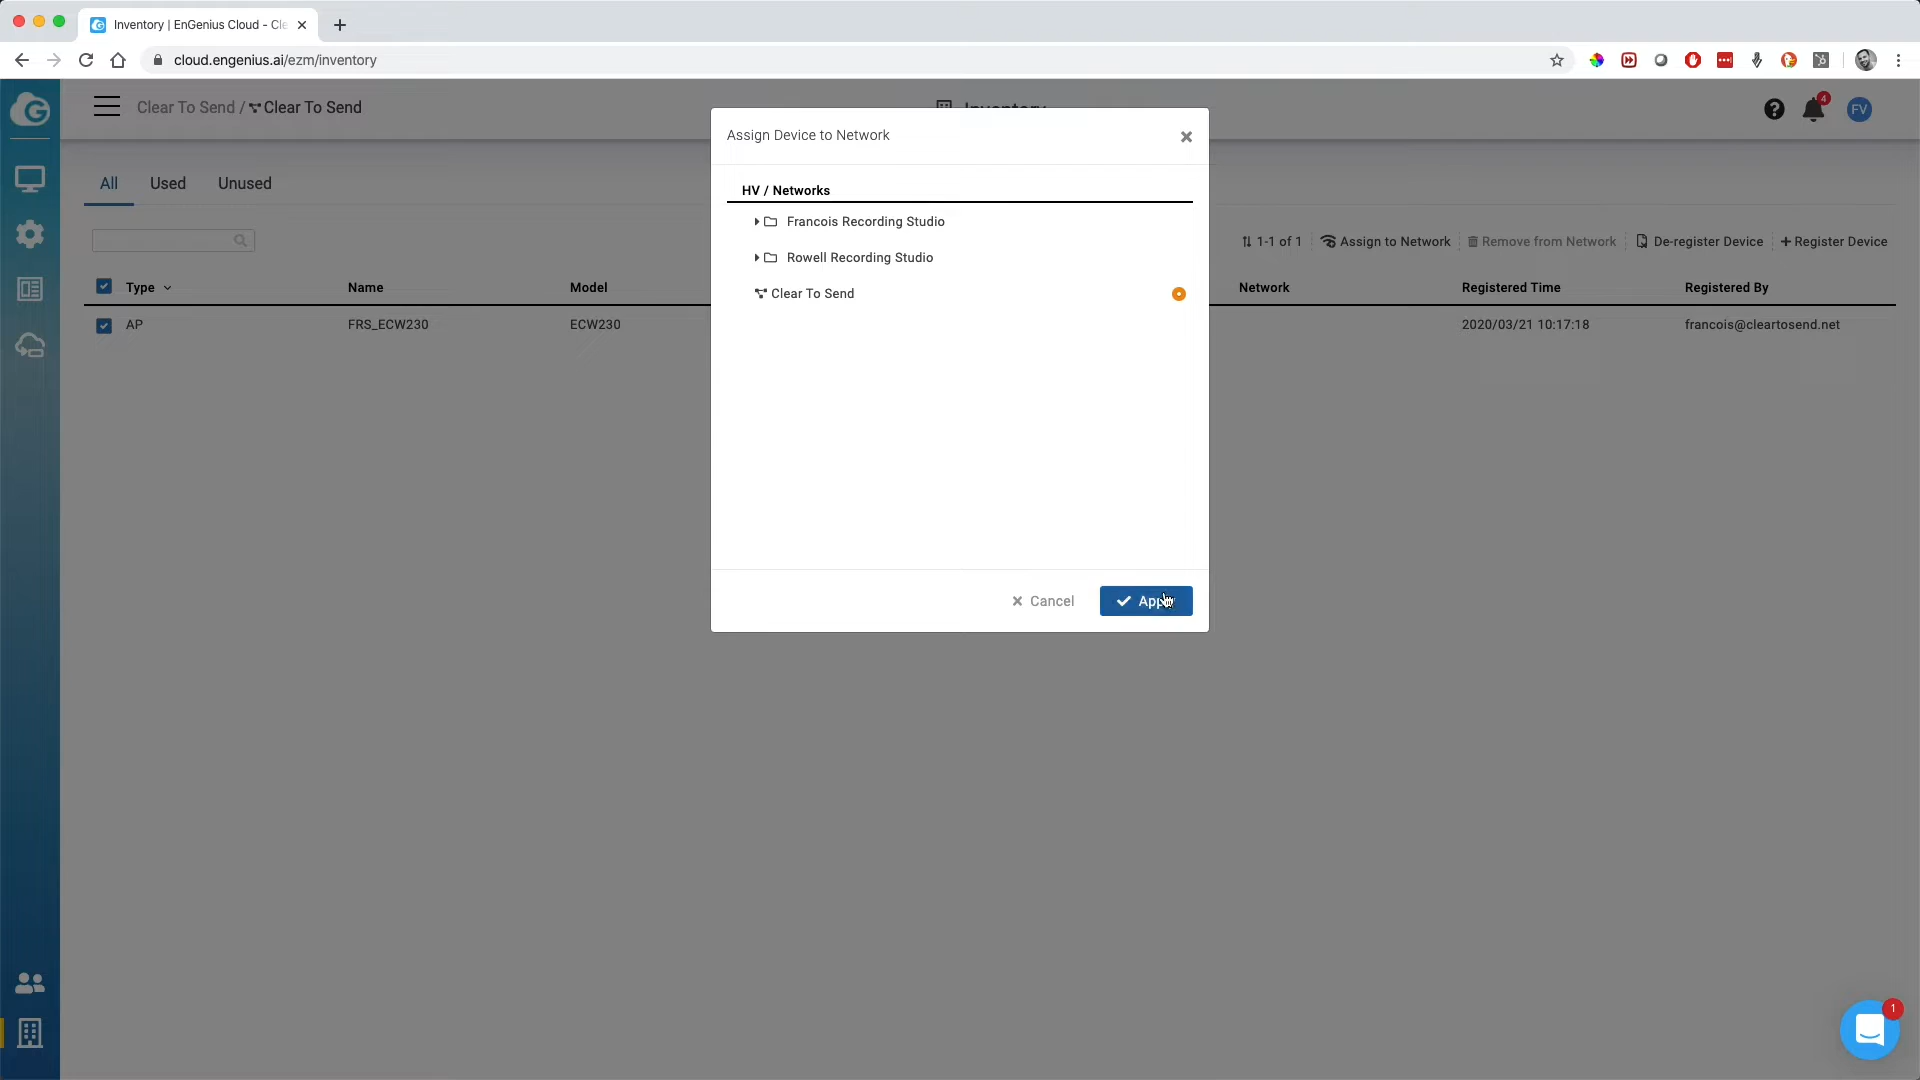 Inventory | EnGenius Cloud - Cle
cloud.engenius.ai/ezm/inventory
Clear To Send / Clear To Send
Inventory
4
FV
Assign Device to Network
All Used Unused
HV / Networks
Francois Recording Studio
Rowell Recording Studio
Clear To Send
1-1 of 1 Assign to Network Remove from Network De-register Device + Register Device
Type Name Model Network Registered Time Registered By
AP FRS_ECW230 ECW230 2020/03/21 10:17:18 francois@cleartosend.net
Cancel
1